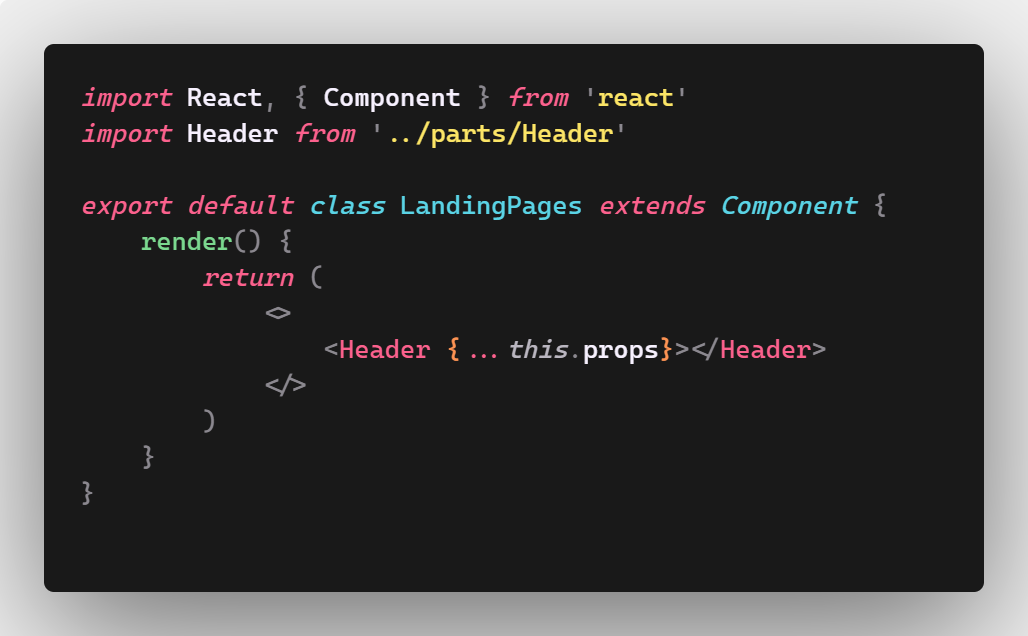 import React, { Component } from 'react'
import Header from '../parts/Header'

export default class LandingPages extends Component {
    render() {
        return (
            <>
                <Header {...this.props}></Header>
            </>
        )
    }
}